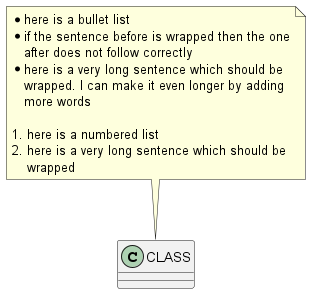 • here is a bullet list
• if the sentence before is wrapped then the one
after does not follow correctly
• here is a very long sentence which should be
wrapped. I can make it even longer by adding
more words
1. here is a numbered list
2. here is a very long sentence which should be
wrapped
C CLASS